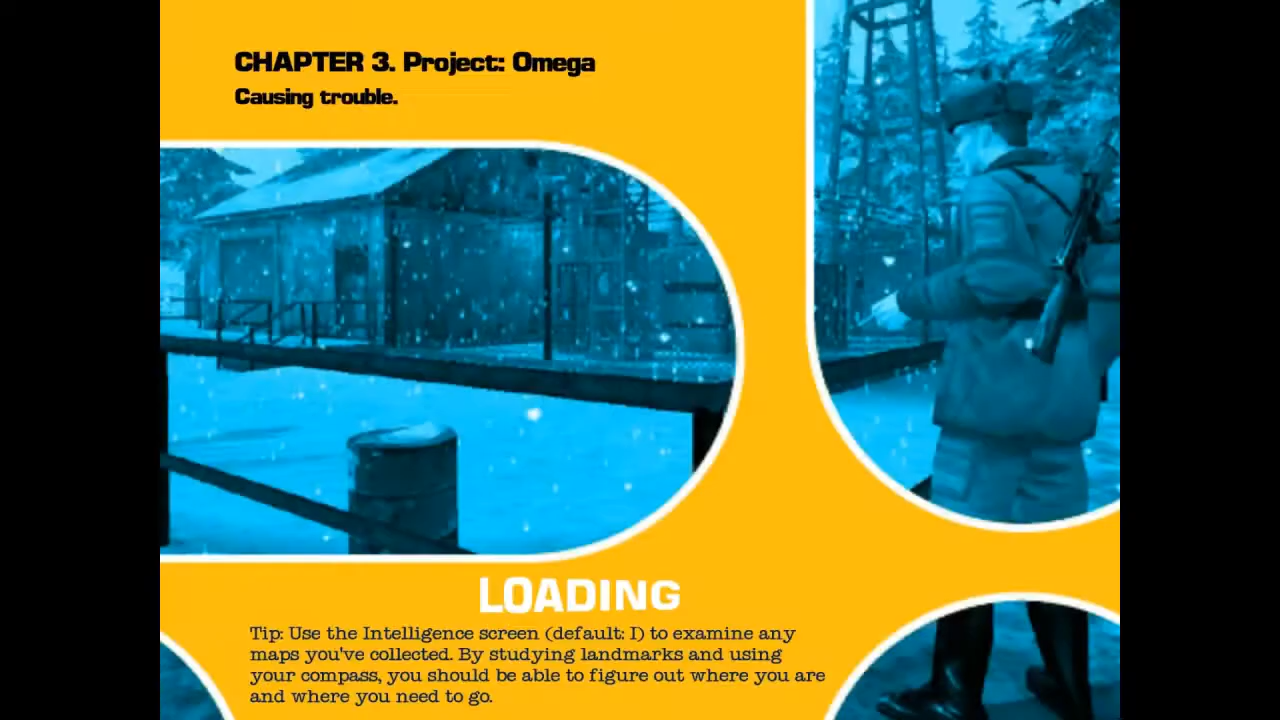 CHAPTER 3. Project: Omega
Causing trouble.
LOADING
Tip: Use the Intelligence screen (default: I) to examine any
maps you've collected. By studying landmarks and using
your compass, you should be able to figure out where you are
and where you need to go.